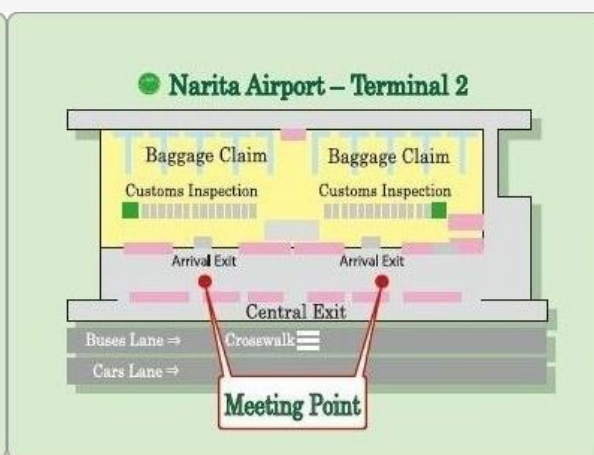 Narita Airport – Terminal 2
Baggage Claim
Baggage Claim
Customs Inspection
Customs Inspection
Arrival Exit
Arrival Exit
Central Exit
Buses Lane ⇒
Crosswalk
Cars Lane ⇒
Meeting Point